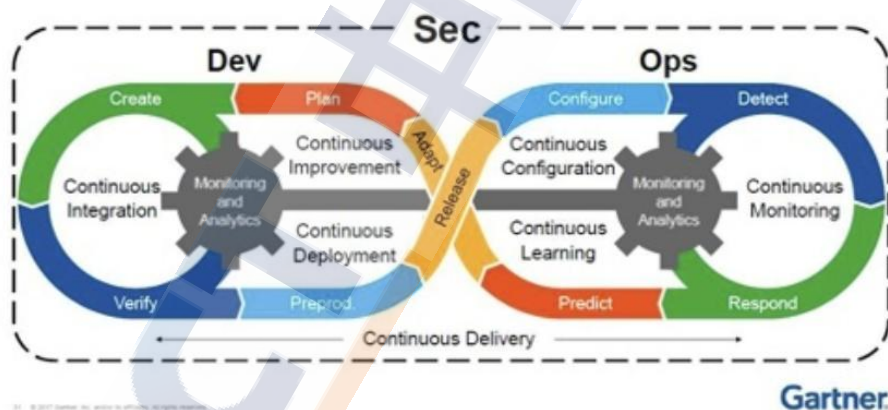 Sec
Dev
Ops
Create
Plan
Configure
Detect
Adapt
Release
Continuous
Improvement
Continuous
Configuration
Continuous
Integration
Monitoring
and
Analytics
Monitoring
and
Analytics
Continuous
Monitoring
Continuous
Deployment
Continuous
Learning
Verify
Preprod.
Predict
Respond
Continuous Delivery
Gartner